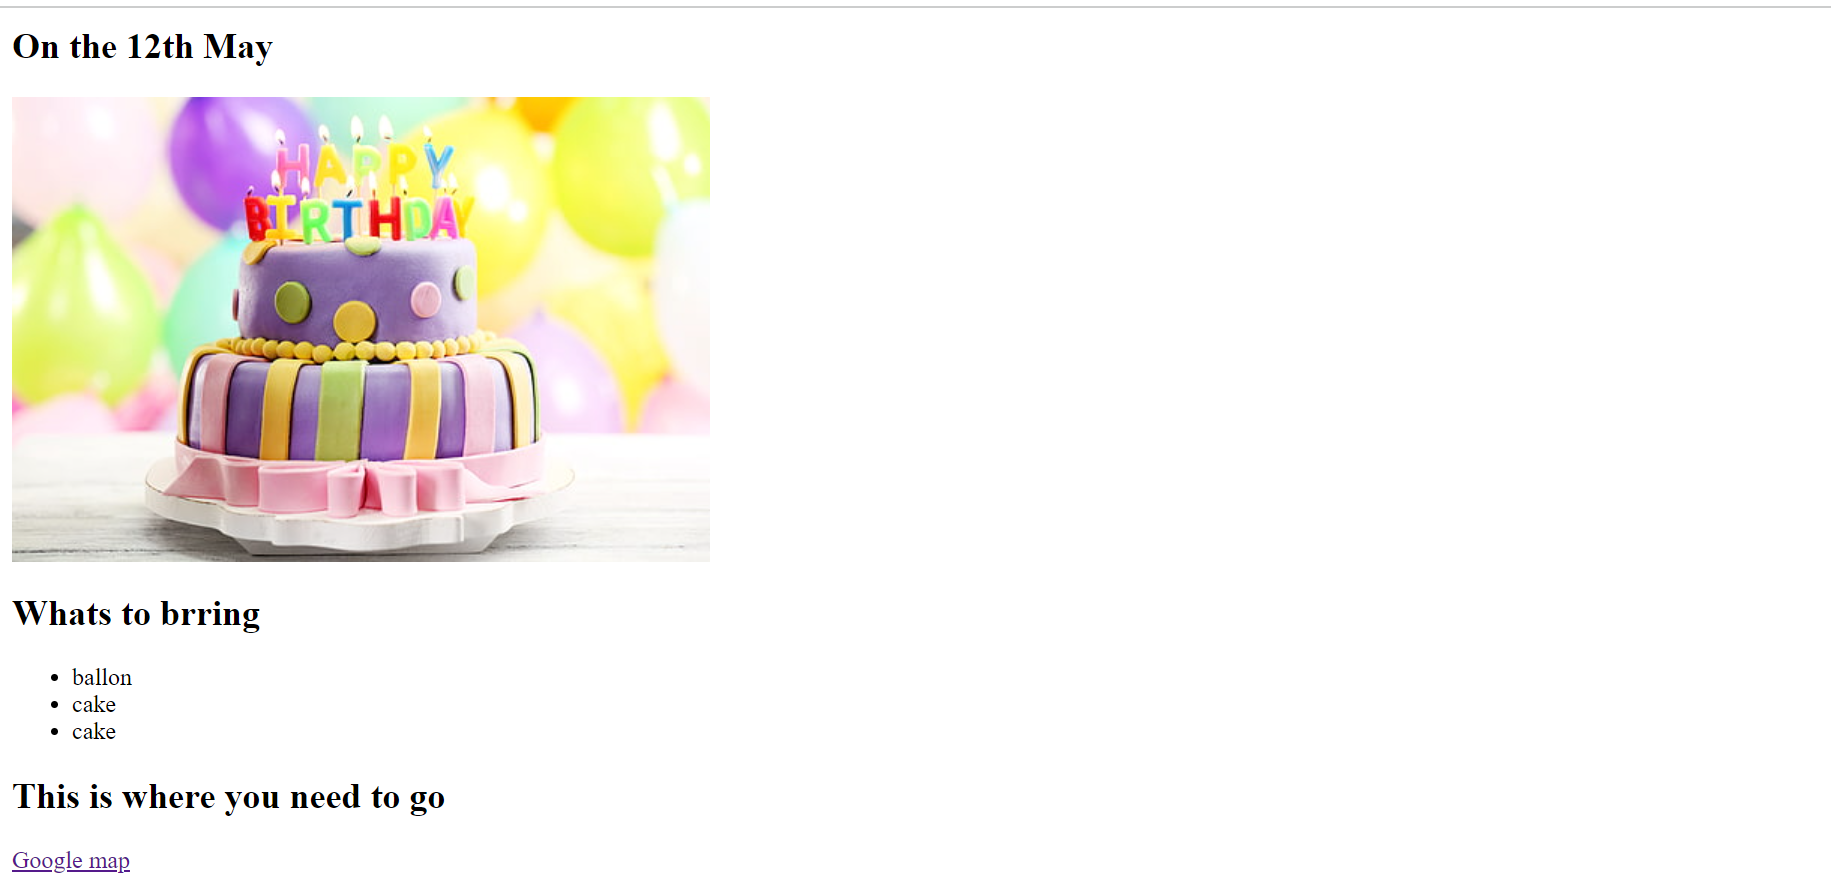 On the 12th May
HAPPY
BIRTHDAY
Whats to brring
ballon
cake
cake
This is where you need to go
Google map